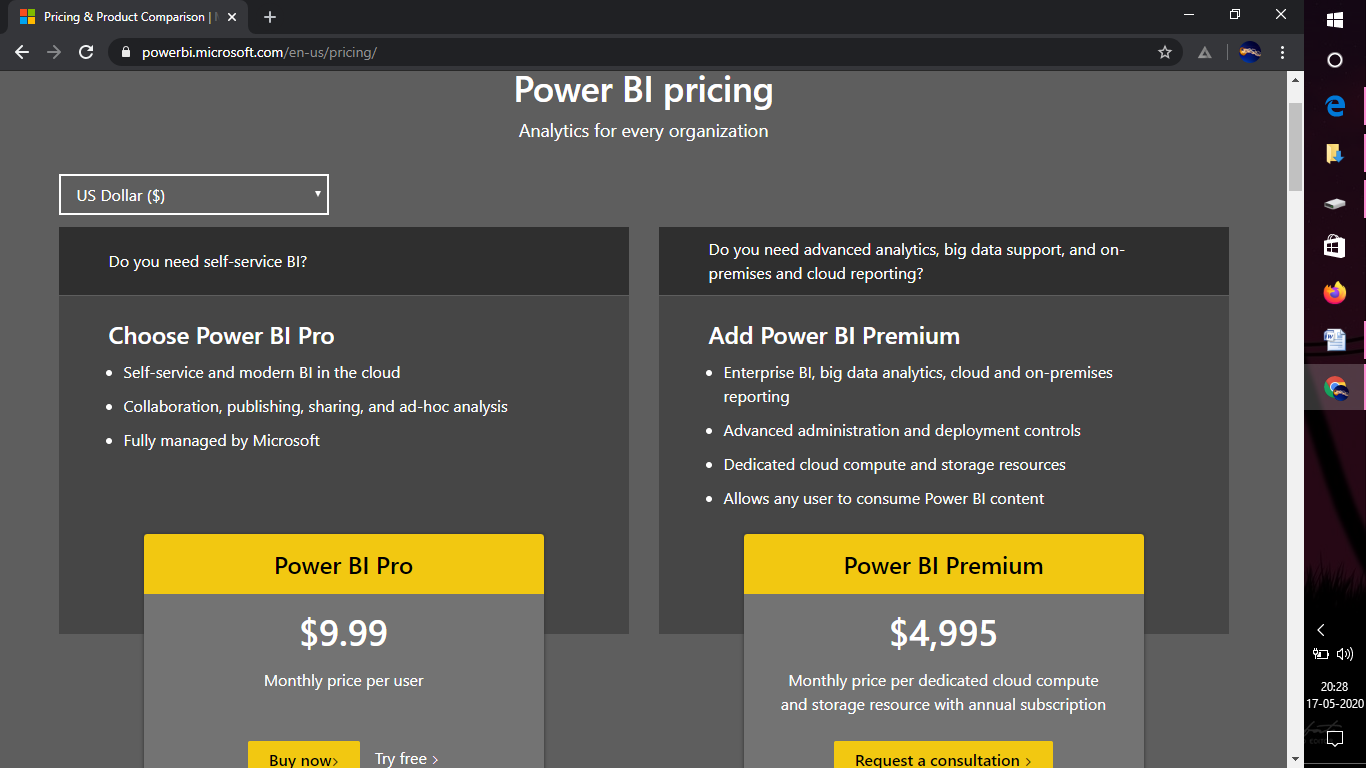 Pricing & Product Comparison |
powerbi.microsoft.com/en-us/pricing/
Power BI pricing
Analytics for every organization
US Dollar ($)
Do you need self-service BI?
Choose Power BI Pro
Self-service and modern BI in the cloud
Collaboration, publishing, sharing, and ad-hoc analysis
Fully managed by Microsoft
Power BI Pro
$9.99
Monthly price per user
Buy now›
Try free ›
Do you need advanced analytics, big data support, and on-
premises and cloud reporting?
Add Power BI Premium
Enterprise BI, big data analytics, cloud and on-premises
reporting
Advanced administration and deployment controls
Dedicated cloud compute and storage resources
Allows any user to consume Power BI content
Power BI Premium
$4,995
Monthly price per dedicated cloud compute
and storage resource with annual subscription
Request a consultation ›
20:28
17-05-2020